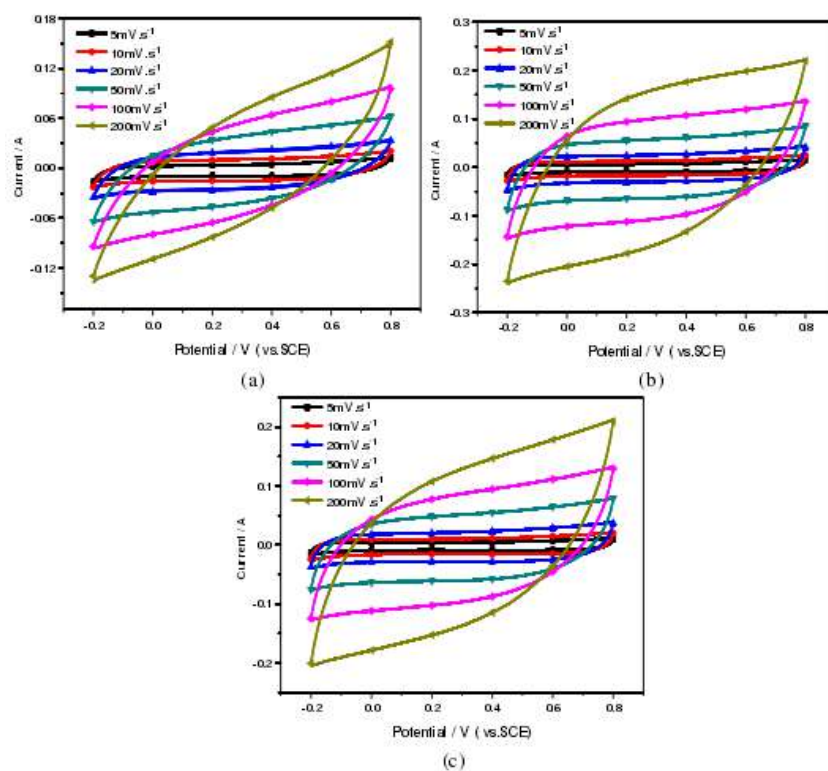 0.18
0.12
0.06
0.00
-0.06
-0.12
Current / A
5mV.s⁻¹
10mV.s⁻¹
20mV.s⁻¹
50mV.s⁻¹
100mV.s⁻¹
200mV.s⁻¹
-0.2 0.0 0.2 0.4 0.6 0.8
Potential / V ( vs.SCE)
(a)
0.3
0.2
0.1
0.0
-0.1
-0.2
-0.3
Current / A
5mV.s⁻¹
10mV.s⁻¹
20mV.s⁻¹
50mV.s⁻¹
100mV.s⁻¹
200mV.s⁻¹
-0.2 0.0 0.2 0.4 0.6 0.8
Potential / V ( vs.SCE)
(b)
0.2
0.1
0.0
-0.1
-0.2
Current / A
5mV.s⁻¹
10mV.s⁻¹
20mV.s⁻¹
50mV.s⁻¹
100mV.s⁻¹
200mV.s⁻¹
-0.2 0.0 0.2 0.4 0.6 0.8
Potential / V ( vs.SCE)
(c)